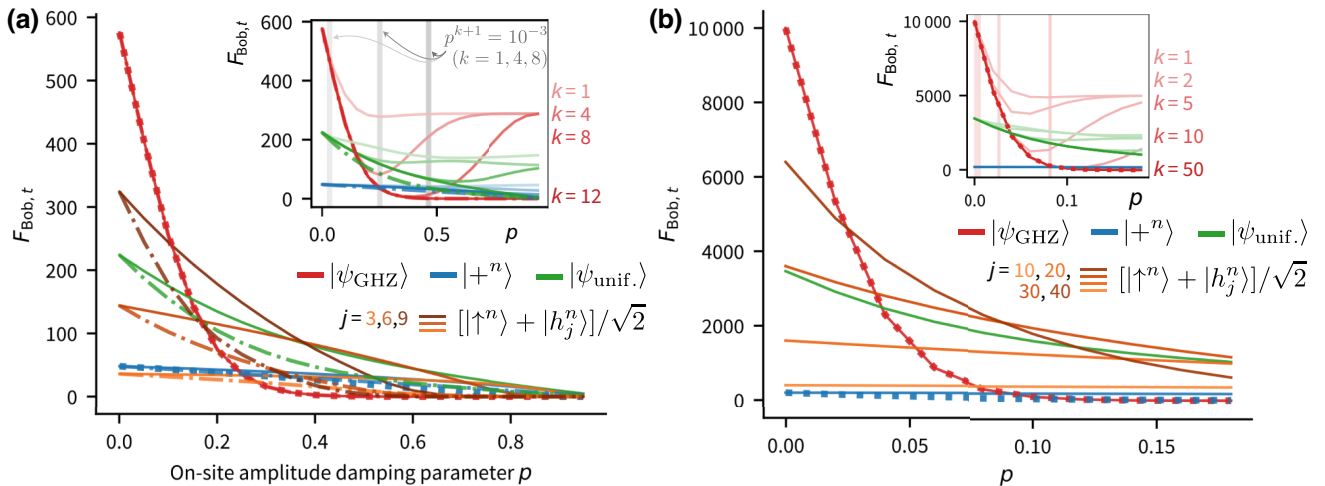 (a)
600
500
400
300
200
100
0
F_Bob, t
0.0 0.2 0.4 0.6 0.8
On-site amplitude damping parameter p
600
400
200
0
F_Bob, t
0.0 0.5
p
p^{k+1} = 10^{-3}
(k = 1, 4, 8)
k = 1
k = 4
k = 8
k = 12
|ψ_GHZ⟩ |+^n⟩ |ψ_unif.⟩
j = 3,6,9 [|↑^n⟩ + |h_j^n⟩]/√2
(b)
10 000
8000
6000
4000
2000
0
F_Bob, t
0.00 0.05 0.10 0.15
p
10 000
5000
0
F_Bob, t
0.0 0.1
p
k = 1
k = 2
k = 5
k = 10
k = 50
|ψ_GHZ⟩ |+^n⟩ |ψ_unif.⟩
j = 10, 20,
30, 40 [|↑^n⟩ + |h_j^n⟩]/√2